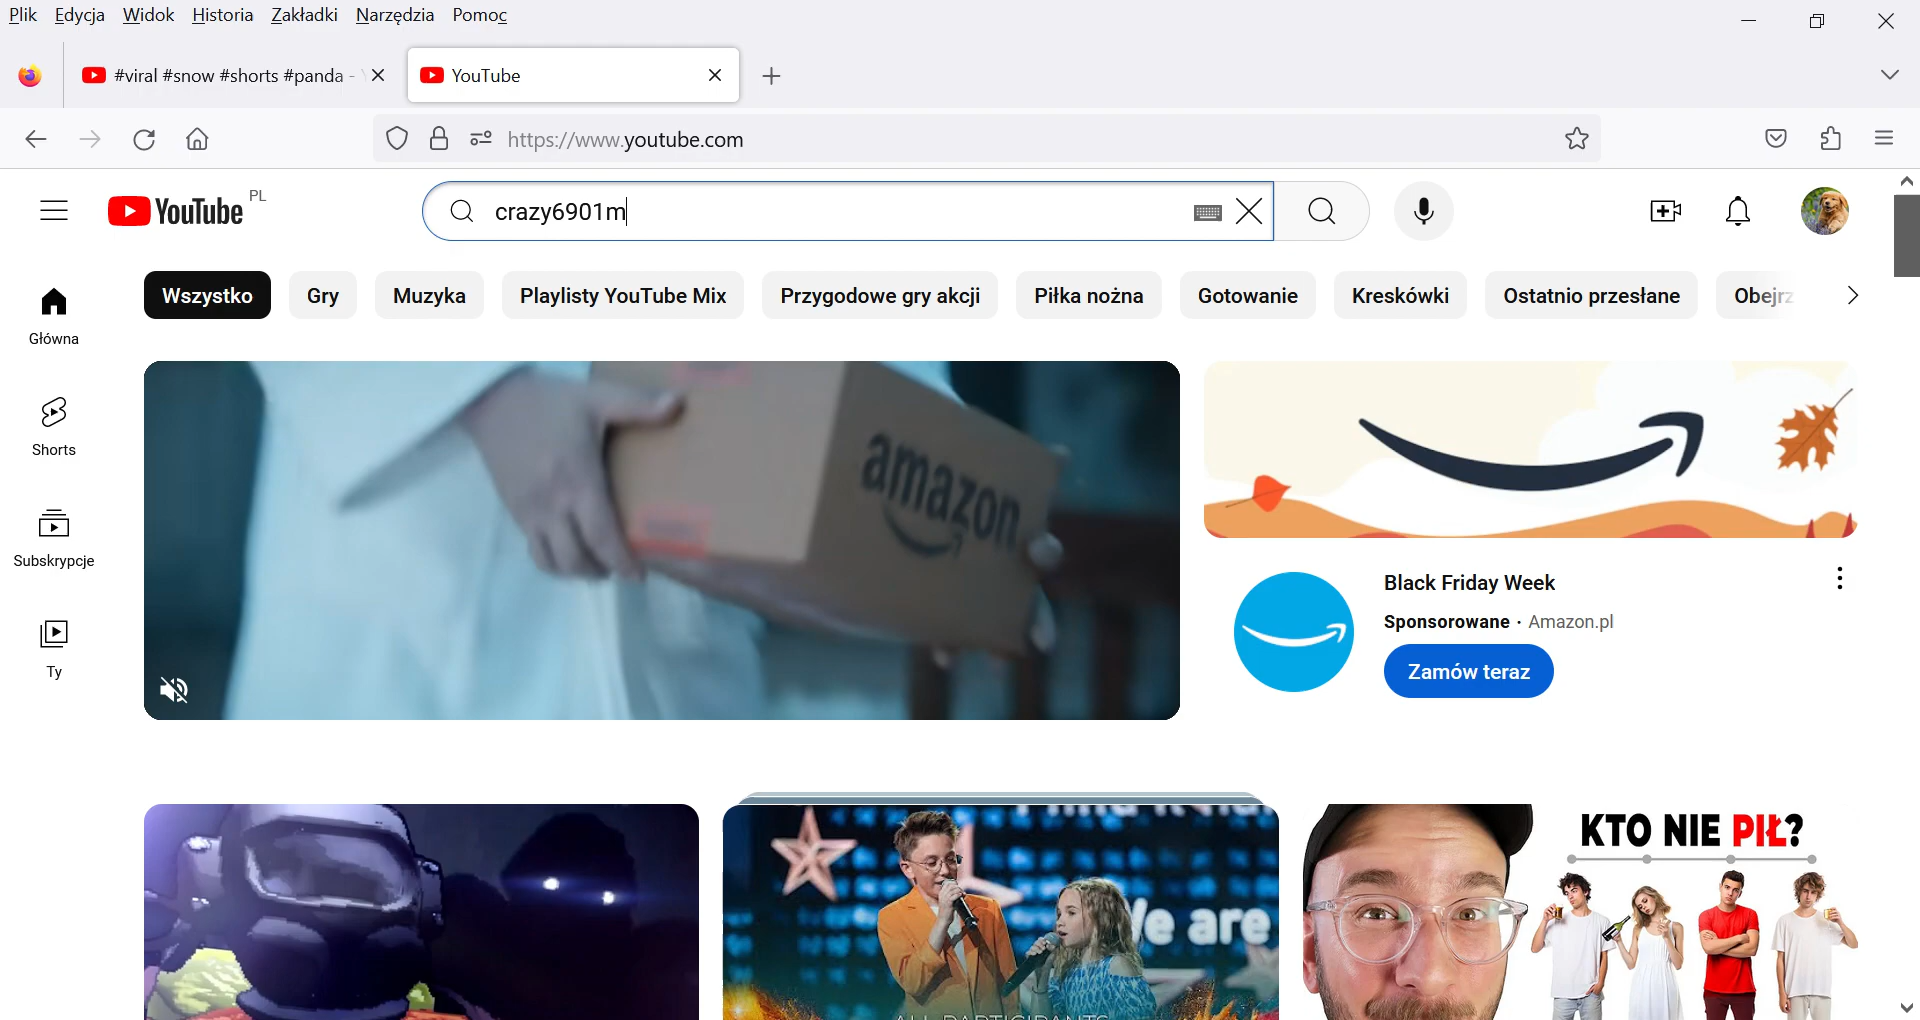 Plik Edycja Widok Historia Zakładki Narzędzia Pomoc
#viral #snow #shorts #panda -
YouTube
https://www.youtube.com
YouTube PL
crazy6901m
Wszystko Gry Muzyka Playlisty YouTube Mix Przygodowe gry akcji Piłka nożna Gotowanie Kreskówki Ostatnio przesłane Obejrz
Główna
Shorts
Subskrypcje
Ty
amazon
Black Friday Week
Sponsorowane · Amazon.pl
Zamów teraz
We are
ALL PARTICIPANTS
KTO NIE PIŁ?